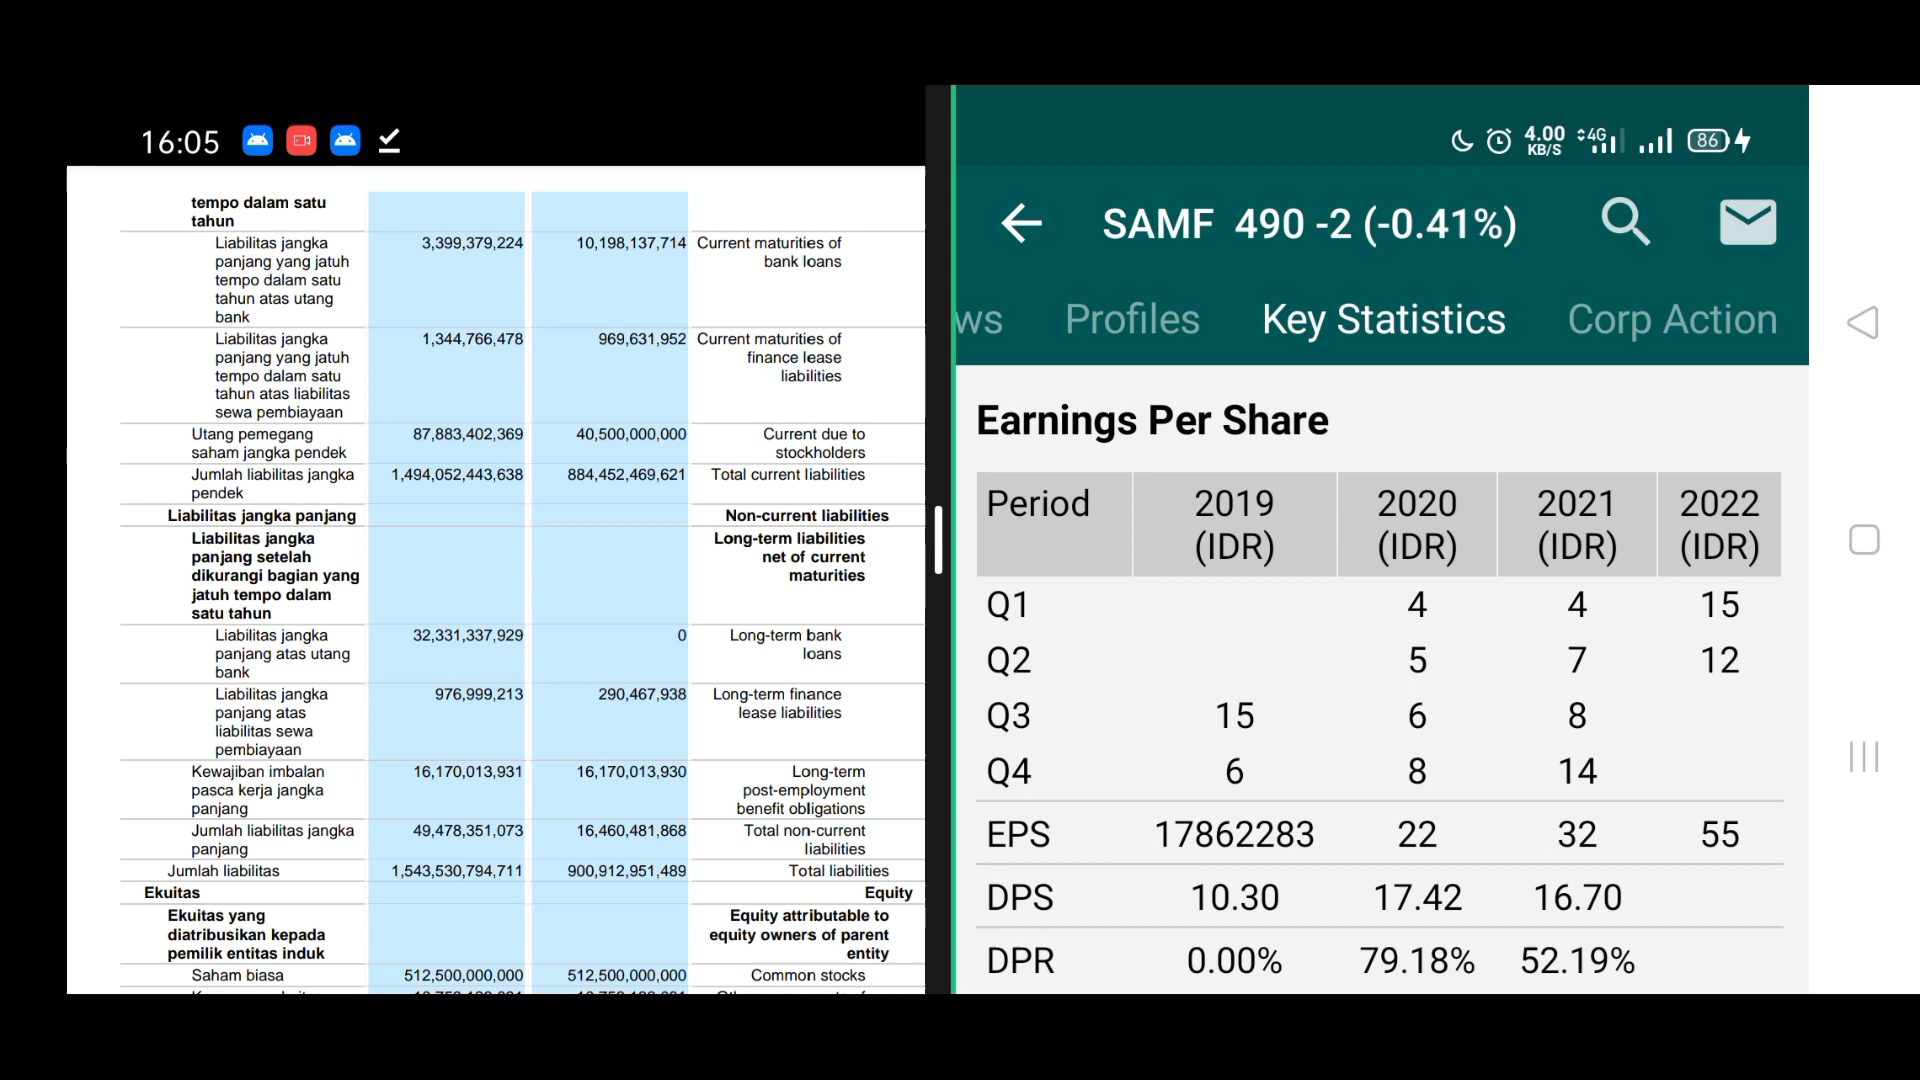 16:05
4.00
KB/S
4G
86
tempo dalam satu
tahun
Liabilitas jangka 3,399,379,224 10,198,137,714 Current maturities of
panjang yang jatuh bank loans
tempo dalam satu
tahun atas utang
bank
Liabilitas jangka 1,344,766,478 969,631,952 Current maturities of
panjang yang jatuh finance lease
tempo dalam satu liabilities
tahun atas liabilitas
sewa pembiayaan
Utang pemegang 87,883,402,369 40,500,000,000 Current due to
saham jangka pendek stockholders
Jumlah liabilitas jangka 1,494,052,443,638 884,452,469,621 Total current liabilities
pendek
Liabilitas jangka panjang Non-current liabilities
Liabilitas jangka Long-term liabilities
panjang setelah net of current
dikurangi bagian yang maturities
jatuh tempo dalam
satu tahun
Liabilitas jangka 32,331,337,929 0 Long-term bank
panjang atas utang loans
bank
Liabilitas jangka 976,999,213 290,467,938 Long-term finance
panjang atas lease liabilities
liabilitas sewa
pembiayaan
Kewajiban imbalan 16,170,013,931 16,170,013,930 Long-term
pasca kerja jangka post-employment
panjang benefit obligations
Jumlah liabilitas jangka 49,478,351,073 16,460,481,868 Total non-current
panjang liabilities
Jumlah liabilitas 1,543,530,794,711 900,912,951,489 Total liabilities
Ekuitas Equity
Ekuitas yang Equity attributable to
diatribusikan kepada equity owners of parent
pemilik entitas induk entity
Saham biasa 512,500,000,000 512,500,000,000 Common stocks
SAMF 490 -2 (-0.41%)
ws Profiles Key Statistics Corp Action
Earnings Per Share
Period 2019 2020 2021 2022
(IDR) (IDR) (IDR) (IDR)
Q1 4 4 15
Q2 5 7 12
Q3 15 6 8
Q4 6 8 14
EPS 17862283 22 32 55
DPS 10.30 17.42 16.70
DPR 0.00% 79.18% 52.19%